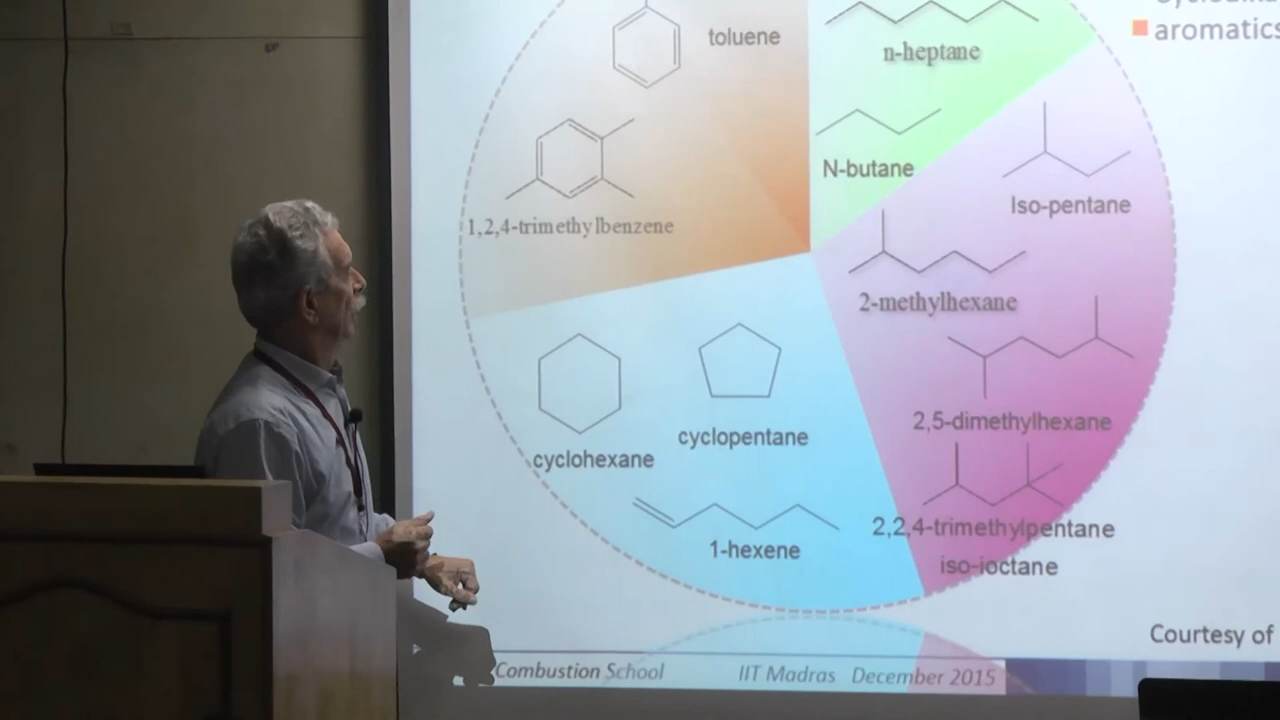 aromatics
toluene
n-heptane
N-butane
Iso-pentane
1,2,4-trimethylbenzene
2-methylhexane
2,5-dimethylhexane
cyclopentane
cyclohexane
2,2,4-trimethylpentane
1-hexene
iso-ioctane
Courtesy of
Combustion School IIT Madras December 2015